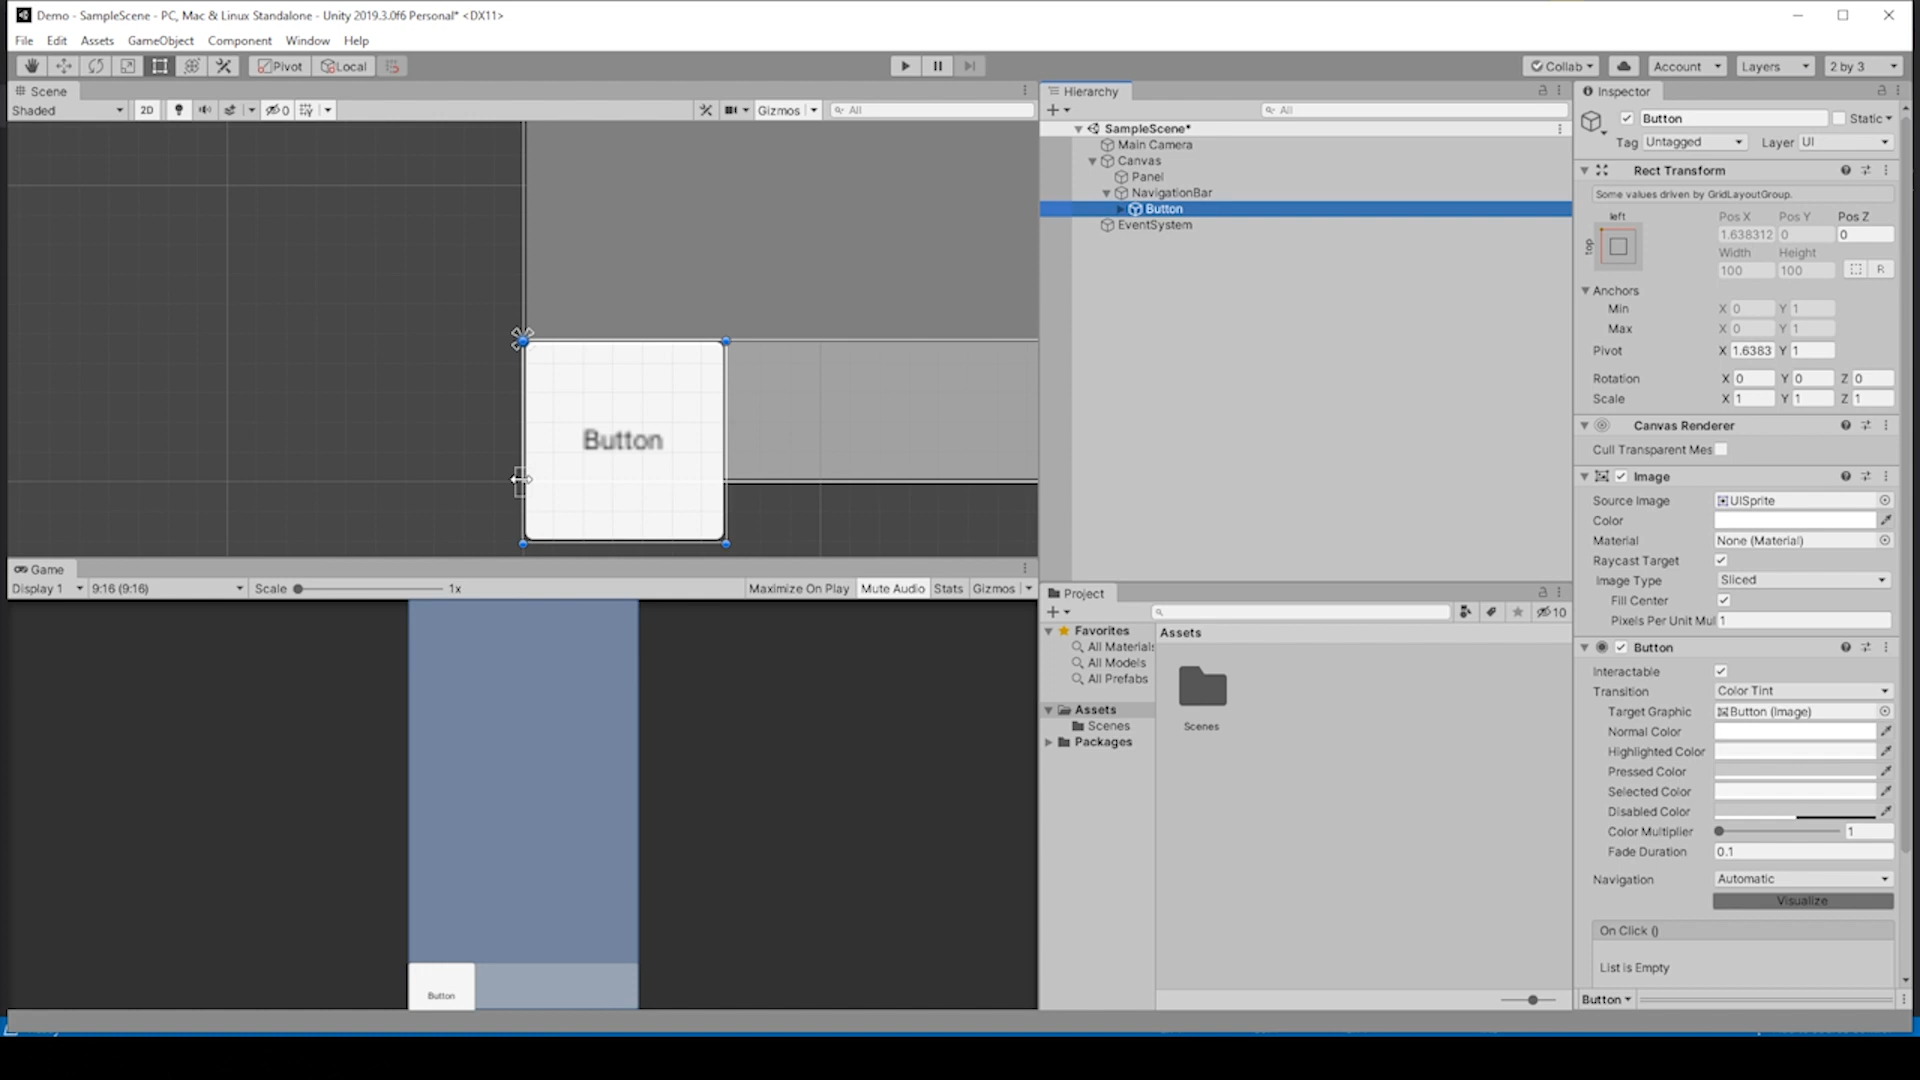 Demo - SampleScene - PC, Mac & Linux Standalone - Unity 2019.3.0f6 Personal* <DX11>
File Edit Assets GameObject Component Window Help
Pivot Local Collab Account Layers 2 by 3
Scene
Shaded 2D 0 Gizmos All
Button
Game
Display 1 9:16 (9:16) Scale 1x Maximize On Play Mute Audio Stats Gizmos
Button
Hierarchy
All
SampleScene*
Main Camera
Canvas
Panel
NavigationBar
Button
EventSystem
Project
10
Favorites
All Materials
All Models
All Prefabs
Assets
Scenes
Packages
Assets
Scenes
Inspector
Button Static
Tag Untagged Layer UI
Rect Transform
Some values driven by GridLayoutGroup.
left
top
Pos X Pos Y Pos Z
1.638312 0 0
Width Height
100 100 R
Anchors
Min X 0 Y 1
Max X 0 Y 1
Pivot X 1.6383 Y 1
Rotation X 0 Y 0 Z 0
Scale X 1 Y 1 Z 1
Canvas Renderer
Cull Transparent Mes
Image
Source Image UISprite
Color
Material None (Material)
Raycast Target
Image Type Sliced
Fill Center
Pixels Per Unit Mul 1
Button
Interactable
Transition Color Tint
Target Graphic Button (Image)
Normal Color
Highlighted Color
Pressed Color
Selected Color
Disabled Color
Color Multiplier 1
Fade Duration 0.1
Navigation Automatic
Visualize
On Click ()
List is Empty
Button